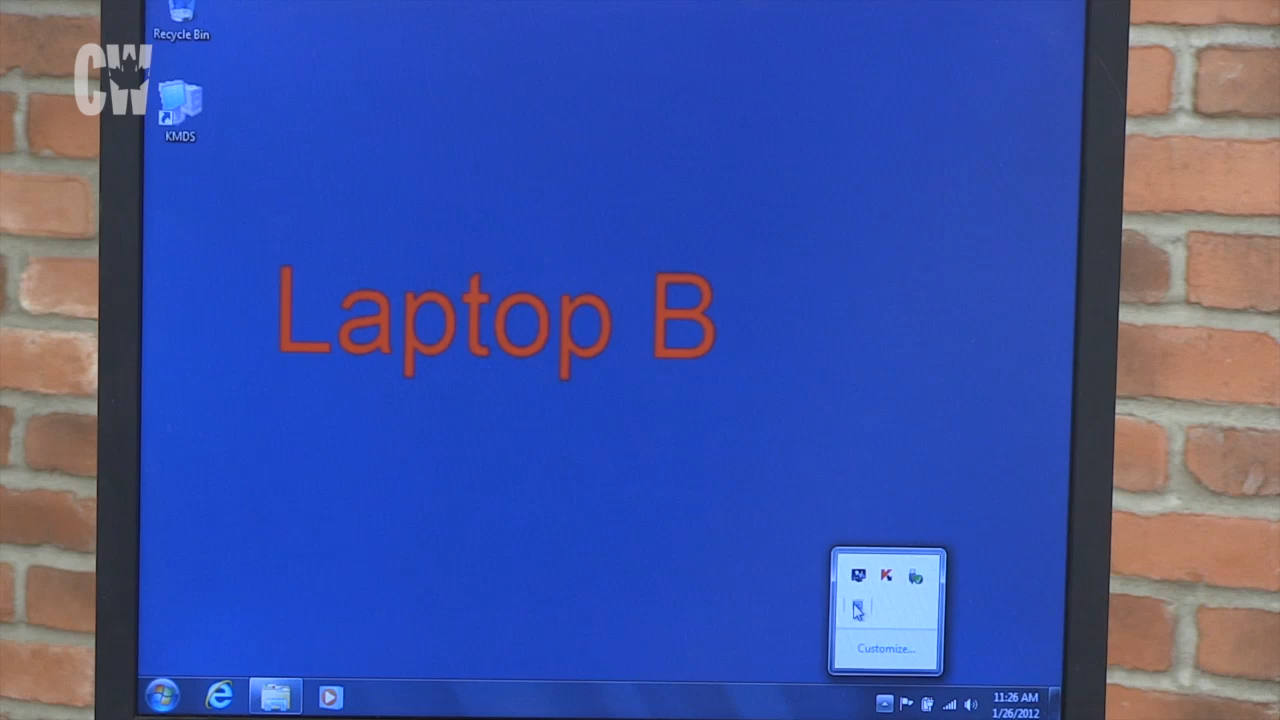 Recycle Bin
CW
KMDS
Laptop B
Customize...
11:26 AM
1/26/2012